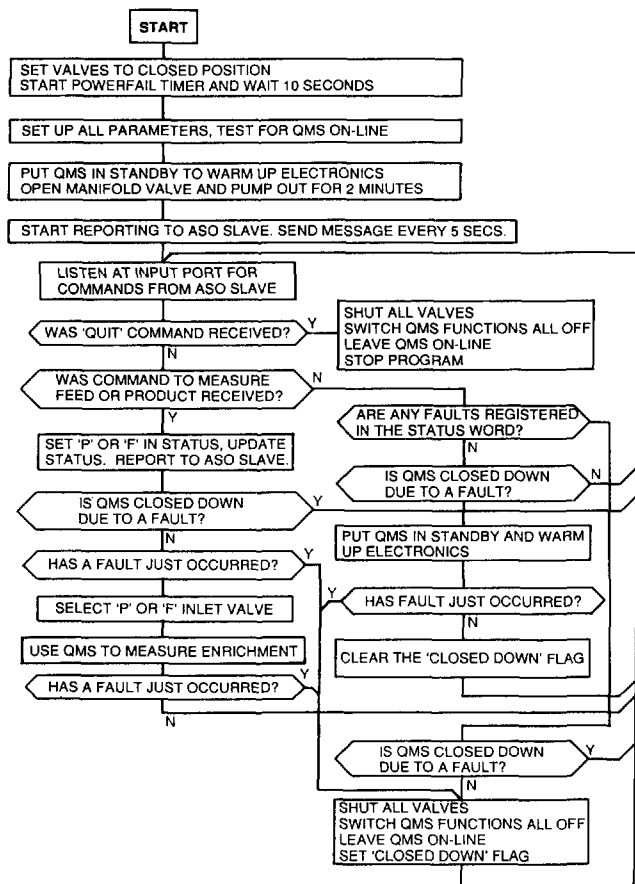 START
SET VALVES TO CLOSED POSITION
START POWERFAIL TIMER AND WAIT 10 SECONDS
SET UP ALL PARAMETERS, TEST FOR QMS ON-LINE
PUT QMS IN STANDBY TO WARM UP ELECTRONICS
OPEN MANIFOLD VALVE AND PUMP OUT FOR 2 MINUTES
START REPORTING TO ASO SLAVE. SEND MESSAGE EVERY 5 SECS.
LISTEN AT INPUT PORT FOR
COMMANDS FROM ASO SLAVE
WAS 'QUIT' COMMAND RECEIVED?
Y
N
SHUT ALL VALVES
SWITCH QMS FUNCTIONS ALL OFF
LEAVE QMS ON-LINE
STOP PROGRAM
WAS COMMAND TO MEASURE
FEED OR PRODUCT RECEIVED?
N
Y
SET 'P' OR 'F' IN STATUS, UPDATE
STATUS. REPORT TO ASO SLAVE.
IS QMS CLOSED DOWN
DUE TO A FAULT?
Y
N
HAS A FAULT JUST OCCURRED?
Y
N
SELECT 'P' OR 'F' INLET VALVE
USE QMS TO MEASURE ENRICHMENT
HAS A FAULT JUST OCCURRED?
Y
N
ARE ANY FAULTS REGISTERED
IN THE STATUS WORD?
Y
N
IS QMS CLOSED DOWN
DUE TO A FAULT?
N
Y
PUT QMS IN STANDBY AND WARM
UP ELECTRONICS
Y
HAS FAULT JUST OCCURRED?
N
CLEAR THE 'CLOSED DOWN' FLAG
IS QMS CLOSED DOWN
DUE TO A FAULT?
Y
N
SHUT ALL VALVES
SWITCH QMS FUNCTIONS ALL OFF
LEAVE QMS ON-LINE
SET 'CLOSED DOWN' FLAG